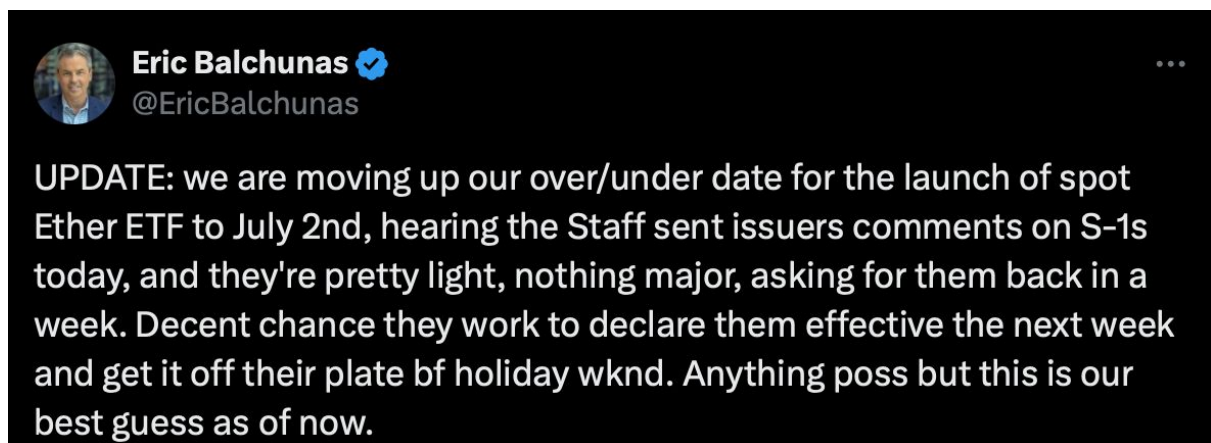 Eric Balchunas
@EricBalchunas
UPDATE: we are moving up our over/under date for the launch of spot
Ether ETF to July 2nd, hearing the Staff sent issuers comments on S-1s
today, and they're pretty light, nothing major, asking for them back in a
week. Decent chance they work to declare them effective the next week
and get it off their plate bf holiday wknd. Anything poss but this is our
best guess as of now.